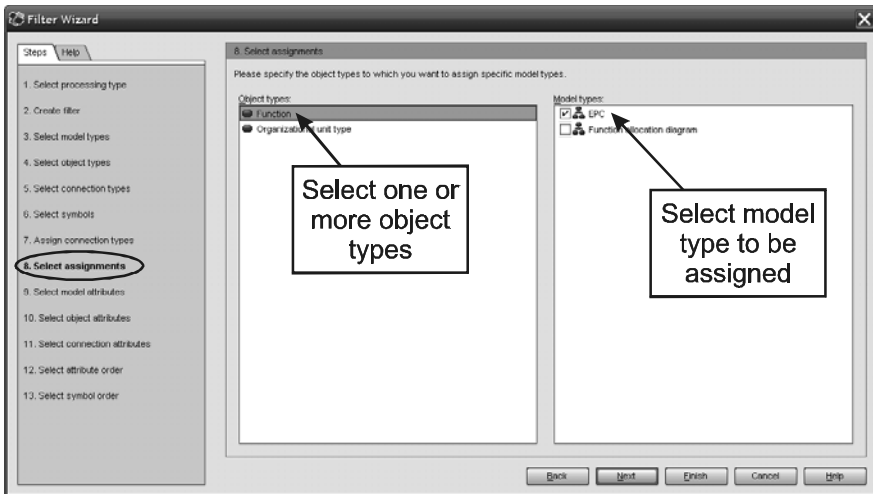 Filter Wizard
Steps Help
1. Select processing type
2. Create filter
3. Select model types
4. Select object types
5. Select connection types
6. Select symbols
7. Assign connection types
8. Select assignments
9. Select model attributes
10. Select object attributes
11. Select connection attributes
12. Select attribute order
13. Select symbol order
8. Select assignments
Please specify the object types to which you want to assign specific model types.
Object types:
Function
Organizational unit type
Select one or
more object
types
Model types:
EPC
Function allocation diagram
Select model
type to be
assigned
Back Next Finish Cancel Help